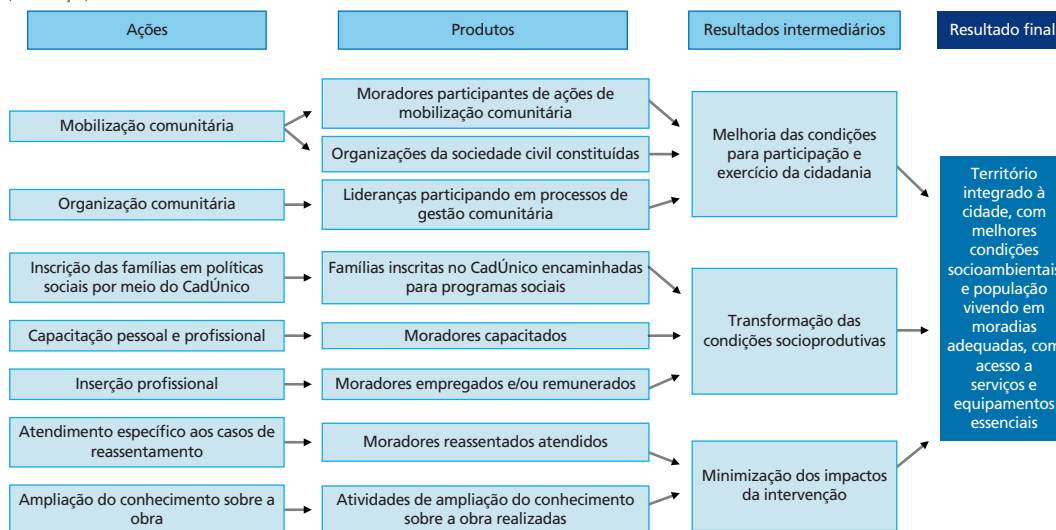 Ações
Produtos
Resultados intermediários
Resultado final
Mobilização comunitária
Moradores participantes de ações de
mobilização comunitária
Organizações da sociedade civil constituídas
Organização comunitária
Lideranças participando em processos de
gestão comunitária
Melhoria das condições
para participação e
exercício da cidadania
Inscrição das famílias em políticas
sociais por meio do CadÚnico
Famílias inscritas no CadÚnico encaminhadas
para programas sociais
Capacitação pessoal e profissional
Moradores capacitados
Inserção profissional
Moradores empregados e/ou remunerados
Transformação das
condições socioprodutivas
Atendimento específico aos casos de
reassentamento
Moradores reassentados atendidos
Ampliação do conhecimento sobre a
obra
Atividades de ampliação do conhecimento
sobre a obra realizadas
Minimização dos impactos
da intervenção
Território
integrado à
cidade, com
melhores
condições
socioambientais
e população
vivendo em
moradias
adequadas, com
acesso a
serviços e
equipamentos
essenciais